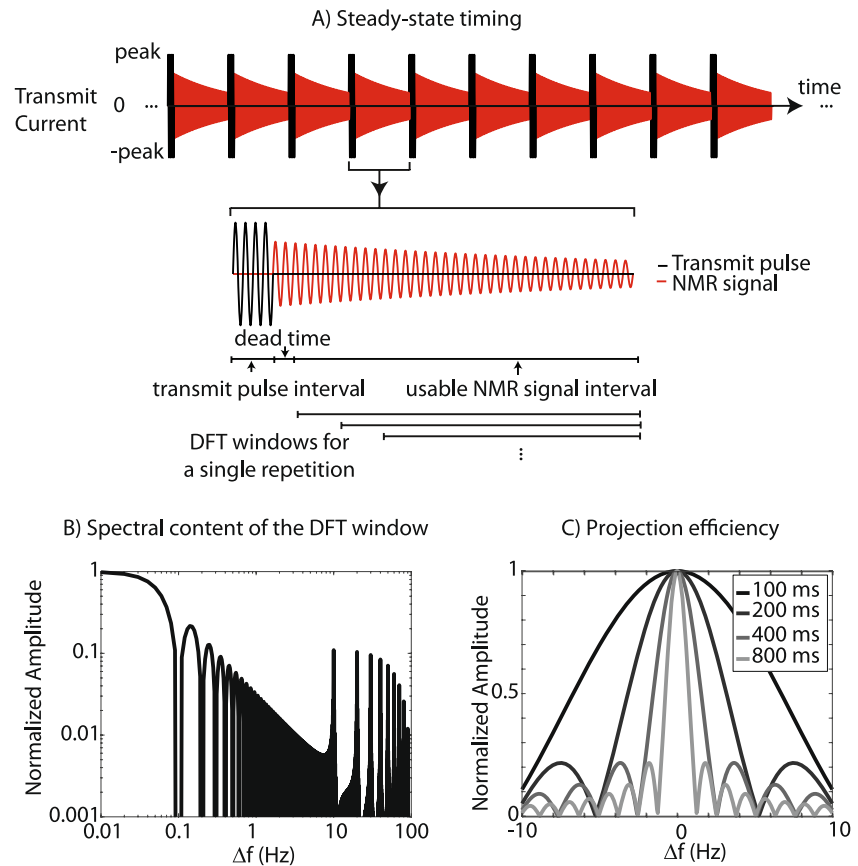 A) Steady-state timing
peak
Transmit
Current
0
...
-peak
time
...
Transmit pulse
NMR signal
dead time
transmit pulse interval
usable NMR signal interval
DFT windows for
a single repetition
...
B) Spectral content of the DFT window
Normalized Amplitude
1
0.1
0.01
0.001
0.01
0.1
1
10
100
Δf (Hz)
C) Projection efficiency
Normalized Amplitude
1
0.5
0
-10
0
10
Δf (Hz)
100 ms
200 ms
400 ms
800 ms